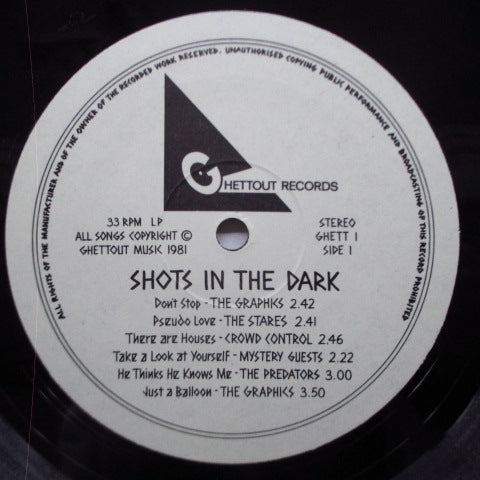 ALL RIGHTS OF THE MANUFACTURER AND OF THE OWNER OF THE RECORDED WORK RESERVED. UNAUTHORISED COPYING PUBLIC PERFORMANCE AND BROADCASTING OF THIS RECORD PROHIBITED
GHETTOUT RECORDS
33 RPM LP
ALL SONGS COPYRIGHT ©
GHETTOUT MUSIC 1981
STEREO
GHETT 1
SIDE 1
SHOTS IN THE DARK
Don't Stop - THE GRAPHICS 2.42
Pseudo Love - THE STARES 2.41
There are Houses - CROWD CONTROL 2.46
Take a Look at Yourself - MYSTERY GUESTS 2.22
He Thinks He Knows Me - THE PREDATORS 3.00
Just a Balloon - THE GRAPHICS 3.50